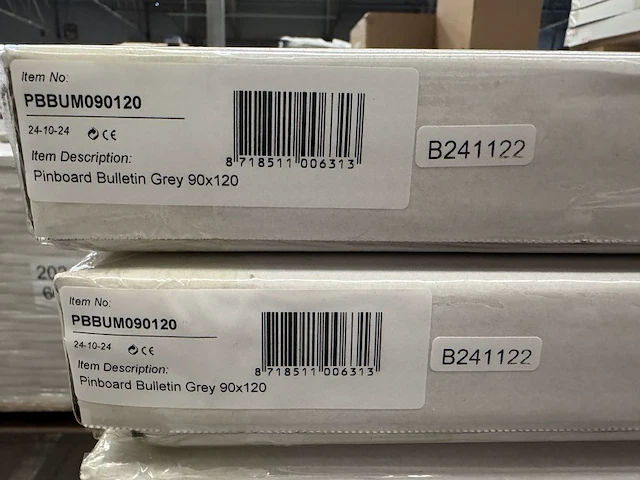 Item No:
PBBUM090120
24-10-24 CE
Item Description:
Pinboard Bulletin Grey 90x120
8 718511 006313
B241122
Item No:
PBBUM090120
24-10-24 CE
Item Description:
Pinboard Bulletin Grey 90x120
8 718511 006313
B241122